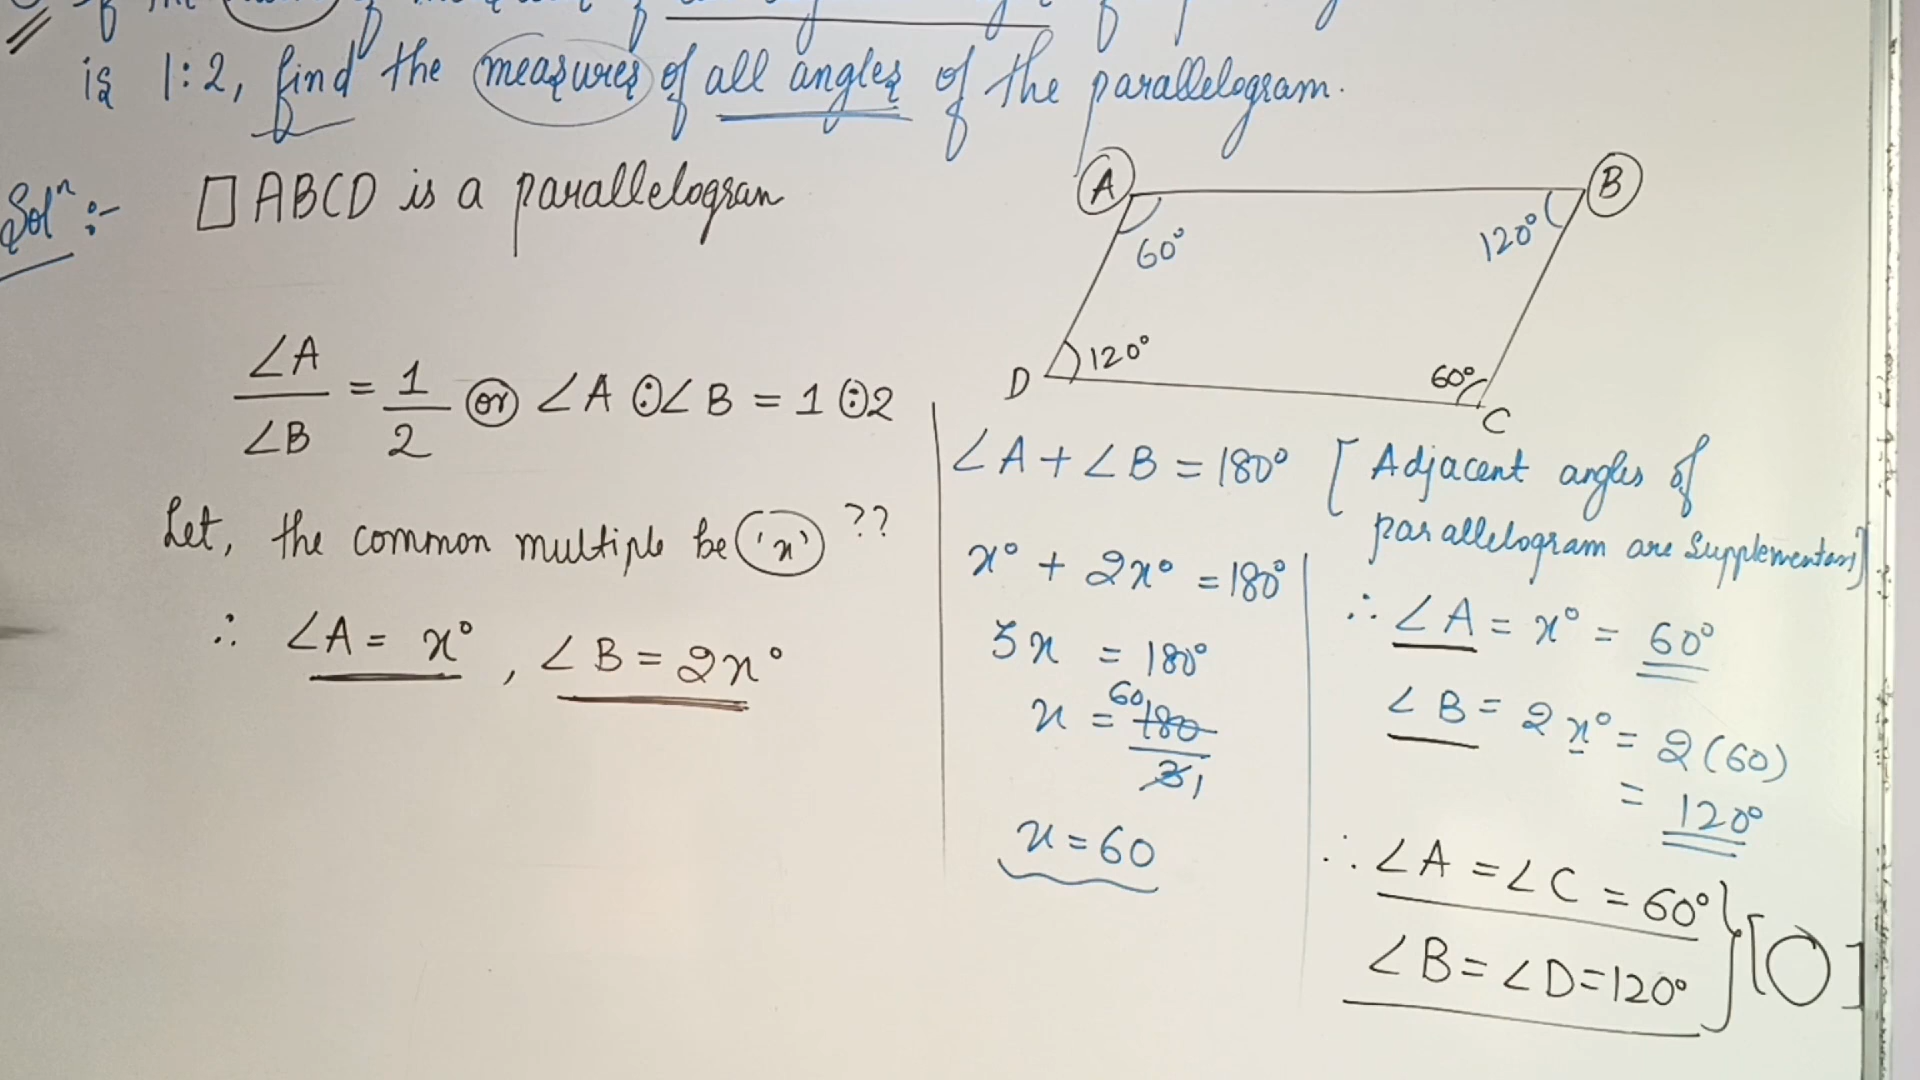 is 1:2, find the measures of all angles of the parallelogram.
Solⁿ :- □ ABCD is a parallelogram
A
B
60°
120°
D
120°
60°
C
∠A/∠B = 1/2 or ∠A : ∠B = 1 : 2
Let, the common multiple be 'x' ??
∴ ∠A = x° , ∠B = 2x°
∠A + ∠B = 180° [ Adjacent angles of
parallelogram are Supplementary]
x° + 2x° = 180°
3x = 180°
x = 180/3
60
1
x = 60
∴ ∠A = x° = 60°
∠B = 2x° = 2(60)
= 120°
∴ ∠A = ∠C = 60°
∠B = ∠D = 120° } [ ]